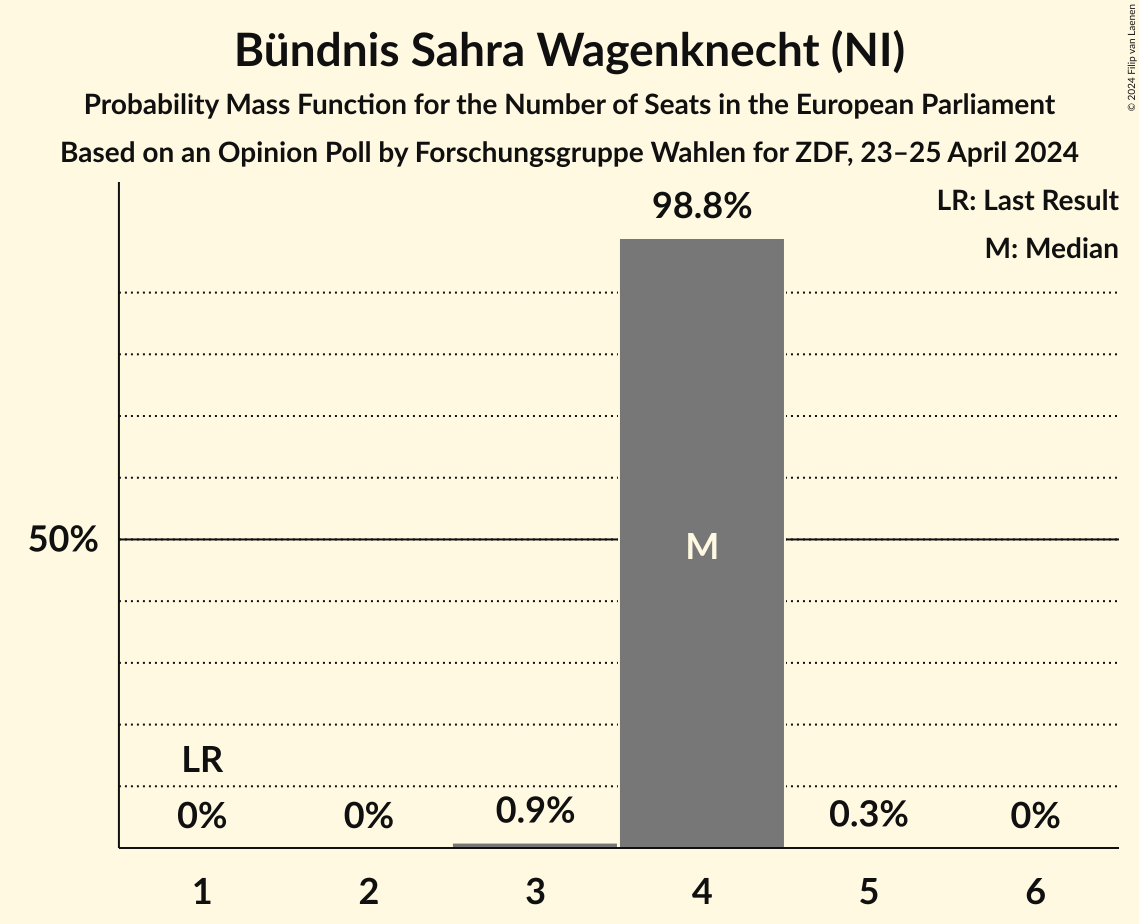 Bündnis Sahra Wagenknecht (NI)
Probability Mass Function for the Number of Seats in the European Parliament
Based on an Opinion Poll by Forschungsgruppe Wahlen for ZDF, 23–25 April 2024
© 2024 Filip van Laenen
LR: Last Result
M: Median
98.8%
50%
M
LR
0%
0%
0.9%
0.3%
0%
1 2 3 4 5 6